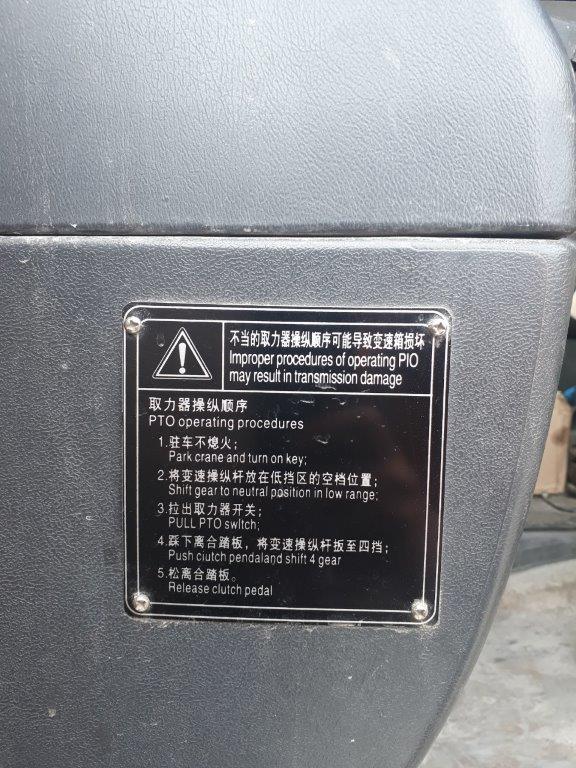 不当的取力器操纵顺序可能导致变速箱损坏
Improper procedures of operating PIO
may result in transmission damage
取力器操纵顺序
PTO operating procedures
1.驻车不熄火;
Park crane and turn on key;
2.将变速操纵杆放在低挡区的空档位置;
Shift gear to neutral position in low range;
3.拉出取力器开关;
PULL PTO swltch;
4.踩下离合踏板，将变速操纵杆扳至四挡;
Push ciutch pendaland shift 4 gear
5.松离合踏板。
Release clutch pedal